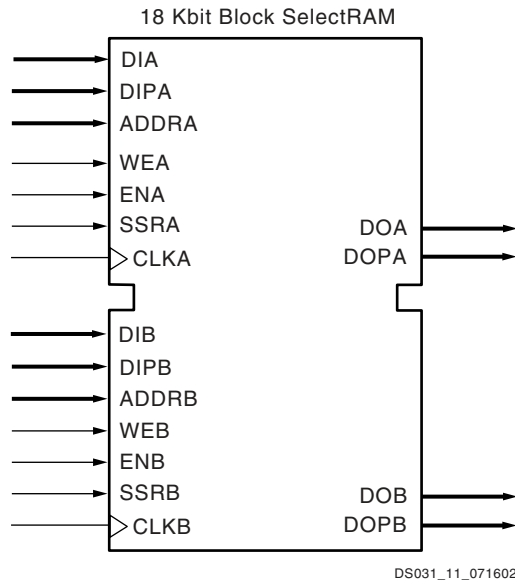 18 Kbit Block SelectRAM
DIA
DIPA
ADDRA
WEA
ENA
SSRA
CLKA
DOA
DOPA
DIB
DIPB
ADDRB
WEB
ENB
SSRB
CLKB
DOB
DOPB
DS031_11_071602